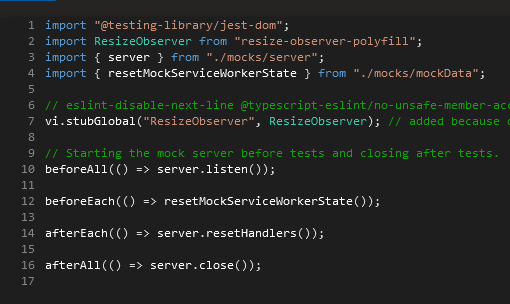 1 import "@testing-library/jest-dom";
2 import ResizeObserver from "resize-observer-polyfill";
3 import { server } from "./mocks/server";
4 import { resetMockServiceWorkerState } from "./mocks/mockData";
5
6 // eslint-disable-next-line @typescript-eslint/no-unsafe-member-acc
7 vi.stubGlobal("ResizeObserver", ResizeObserver); // added because
8
9 // Starting the mock server before tests and closing after tests.
10 beforeAll(() => server.listen());
11
12 beforeEach(() => resetMockServiceWorkerState());
13
14 afterEach(() => server.resetHandlers());
15
16 afterAll(() => server.close());
17